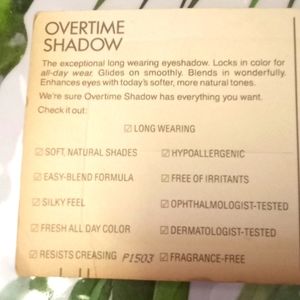 OVERTIME
SHADOW
The exceptional long wearing eyeshadow. Locks in color for
all-day wear. Glides on smoothly. Blends in wonderfully.
Enhances eyes with today's softer, more natural tones.
We're sure Overtime Shadow has everything you want.
Check it out:
☑ LONG WEARING
☑ SOFT, NATURAL SHADES ☑ HYPOALLERGENIC
☑ EASY-BLEND FORMULA ☑ FREE OF IRRITANTS
☑ SILKY FEEL ☑ OPHTHALMOLOGIST-TESTED
☑ FRESH ALL DAY COLOR ☑ DERMATOLOGIST-TESTED
☑ RESISTS CREASING P1503 ☑ FRAGRANCE-FREE